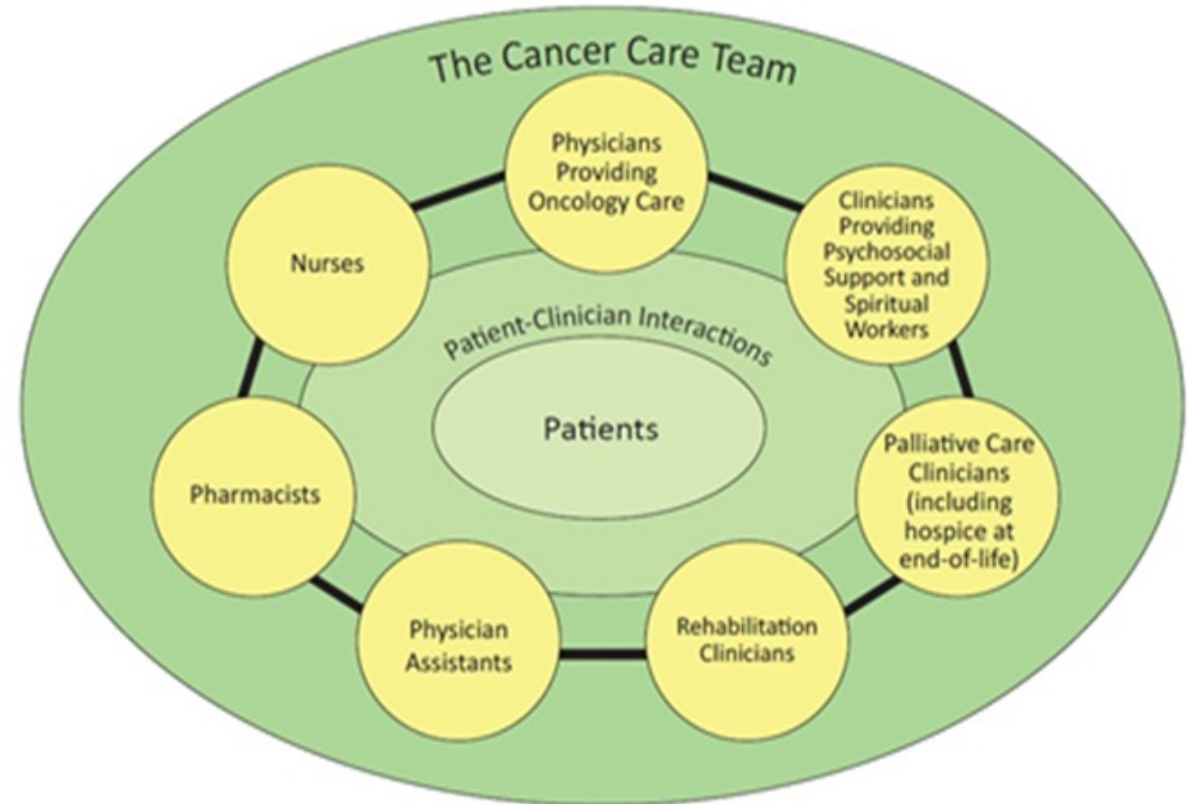 The Cancer Care Team
Physicians
Providing
Oncology Care
Nurses
Clinicians
Providing
Psychosocial
Support and
Spiritual
Workers
Patient-Clinician Interactions
Patients
Pharmacists
Palliative Care
Clinicians
(including
hospice at
end-of-life)
Physician
Assistants
Rehabilitation
Clinicians